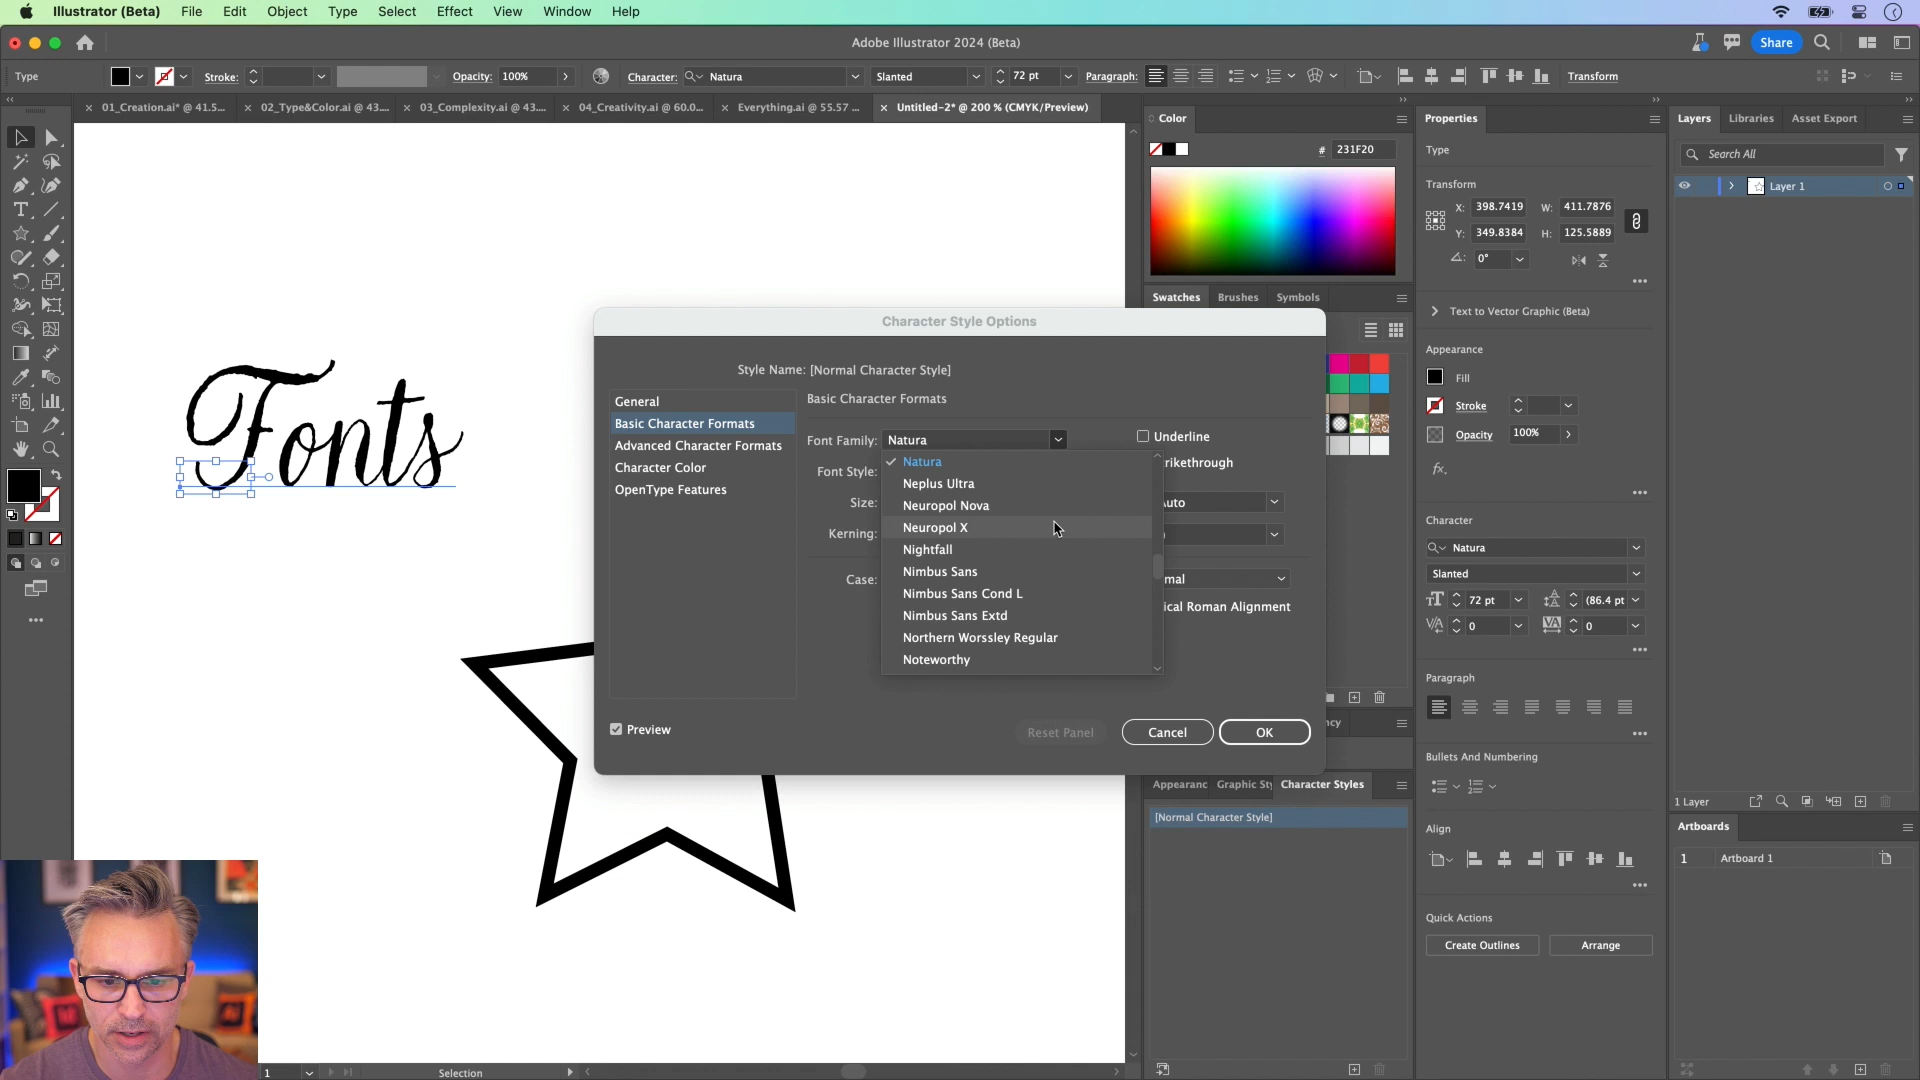 Illustrator (Beta) File Edit Object Type Select Effect View Window Help
Adobe Illustrator 2024 (Beta)
Share
Type
Stroke:
Opacity: 100%
Character: Natura
Slanted
72 pt
Paragraph:
Transform
01_Creation.ai* @ 41.5...
02_Type&Color.ai @ 43....
03_Complexity.ai @ 43....
04_Creativity.ai @ 60.0...
Everything.ai @ 55.57 ...
Untitled-2* @ 200 % (CMYK/Preview)
Fonts
Character Style Options
Style Name: [Normal Character Style]
General
Basic Character Formats
Advanced Character Formats
Character Color
OpenType Features
Basic Character Formats
Font Family: Natura
Underline
Font Style:
rikethrough
Size:
uto
Kerning:
Case:
mal
ical Roman Alignment
Natura
Neplus Ultra
Neuropol Nova
Neuropol X
Nightfall
Nimbus Sans
Nimbus Sans Cond L
Nimbus Sans Extd
Northern Worssley Regular
Noteworthy
Preview
Reset Panel
Cancel
OK
Color
# 231F20
Swatches Brushes Symbols
ncy
Appearanc Graphic Sty Character Styles
[Normal Character Style]
Properties
Type
Transform
X: 398.7419 W: 411.7876
Y: 349.8384 H: 125.5889
0°
Text to Vector Graphic (Beta)
Appearance
Fill
Stroke
Opacity 100%
fx.
Character
Natura
Slanted
72 pt (86.4 pt
0 0
Paragraph
Bullets And Numbering
Align
Quick Actions
Create Outlines Arrange
Layers Libraries Asset Export
Search All
Layer 1
1 Layer
Artboards
1 Artboard 1
1
Selection